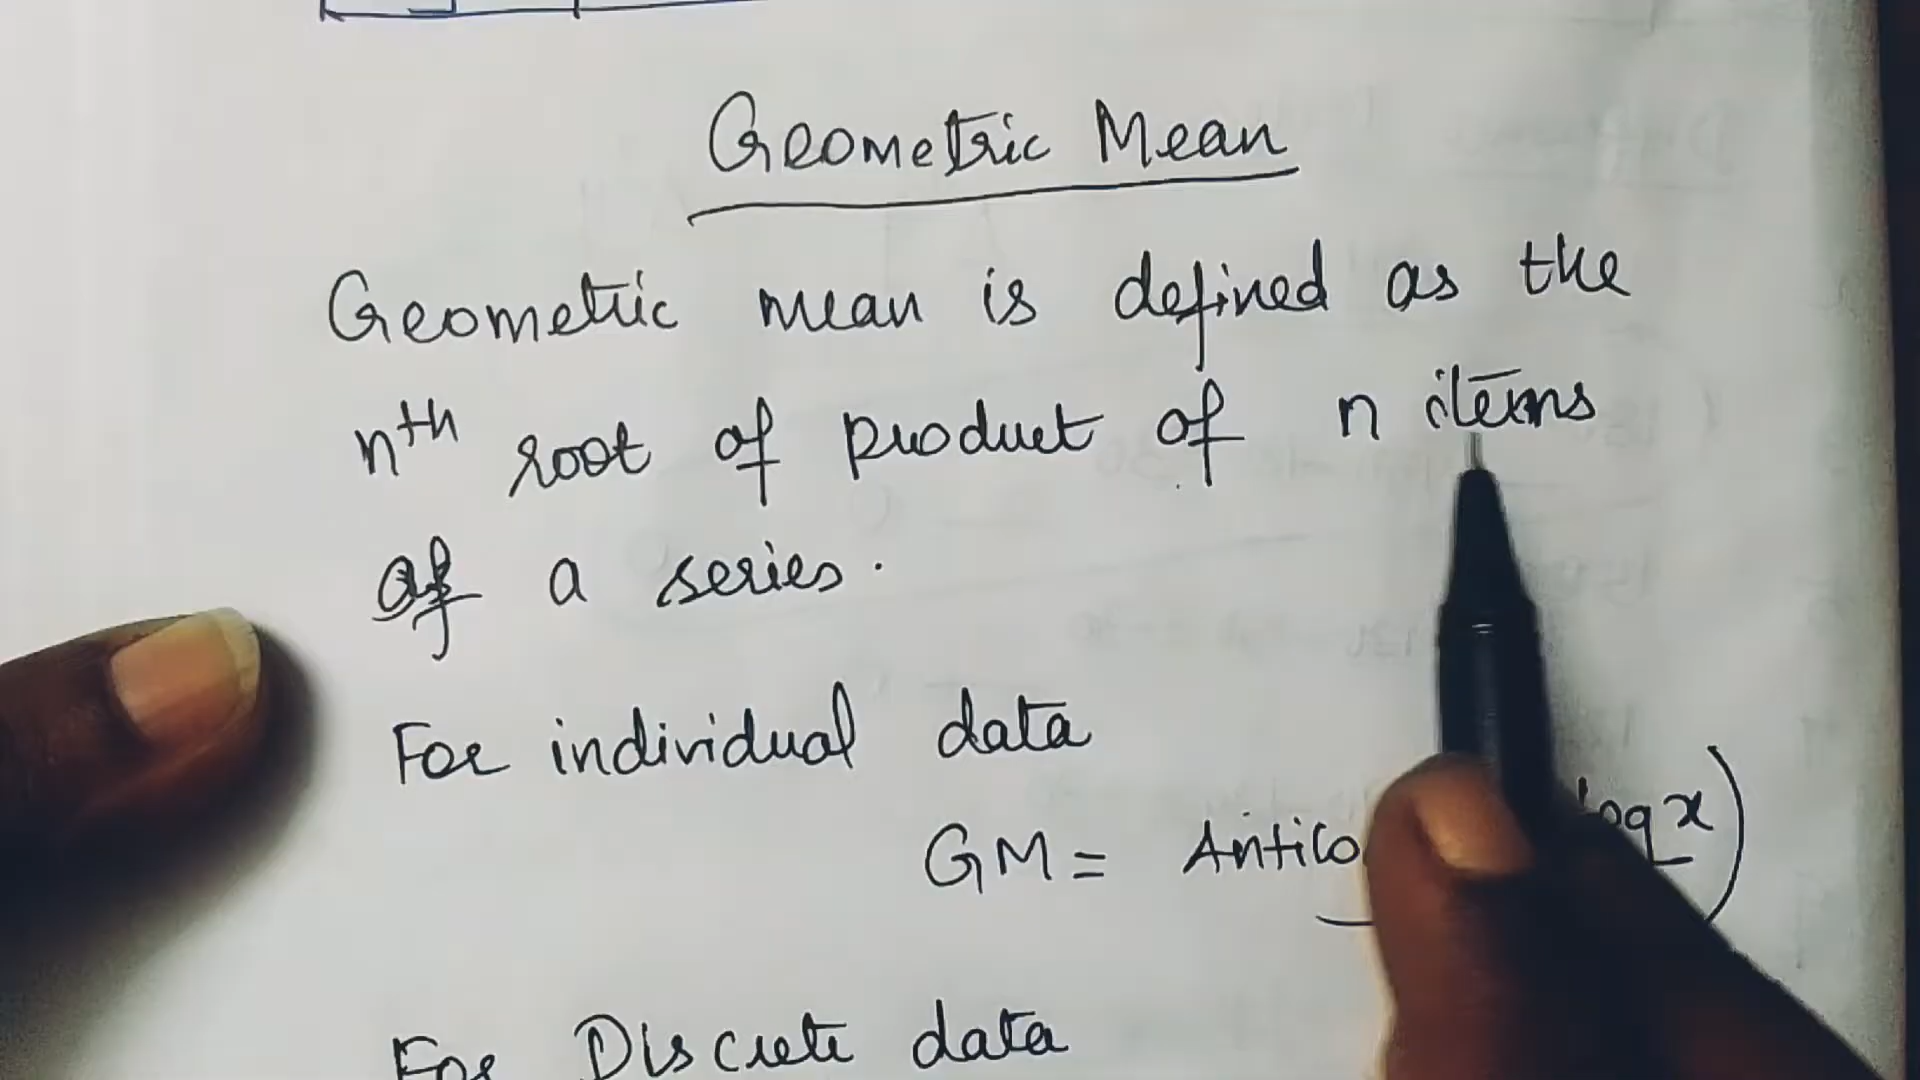 Geometric Mean
Geometric mean is defined as the
nth root of product of n items
of a series.
For individual data
GM = Antilo log x)
For Discrete data